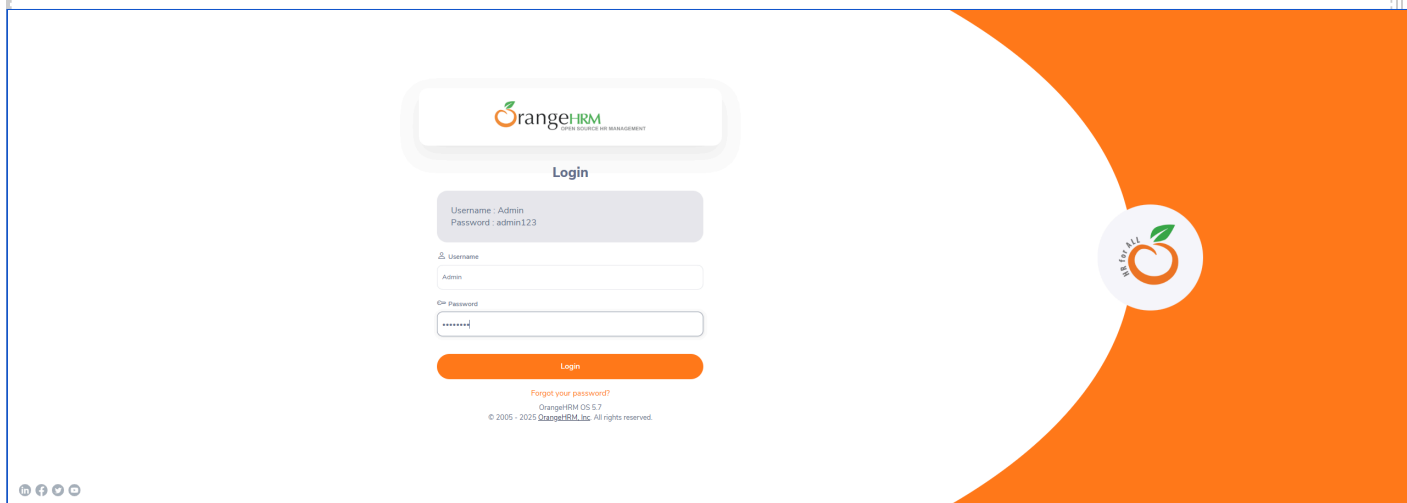 OrangeHRM
OPEN SOURCE HR MANAGEMENT
Login
Username : Admin
Password : admin123
Username
Admin
Password
Login
Forgot your password?
OrangeHRM OS 5.7
© 2005 - 2025 OrangeHRM, Inc. All rights reserved.
HR for ALL